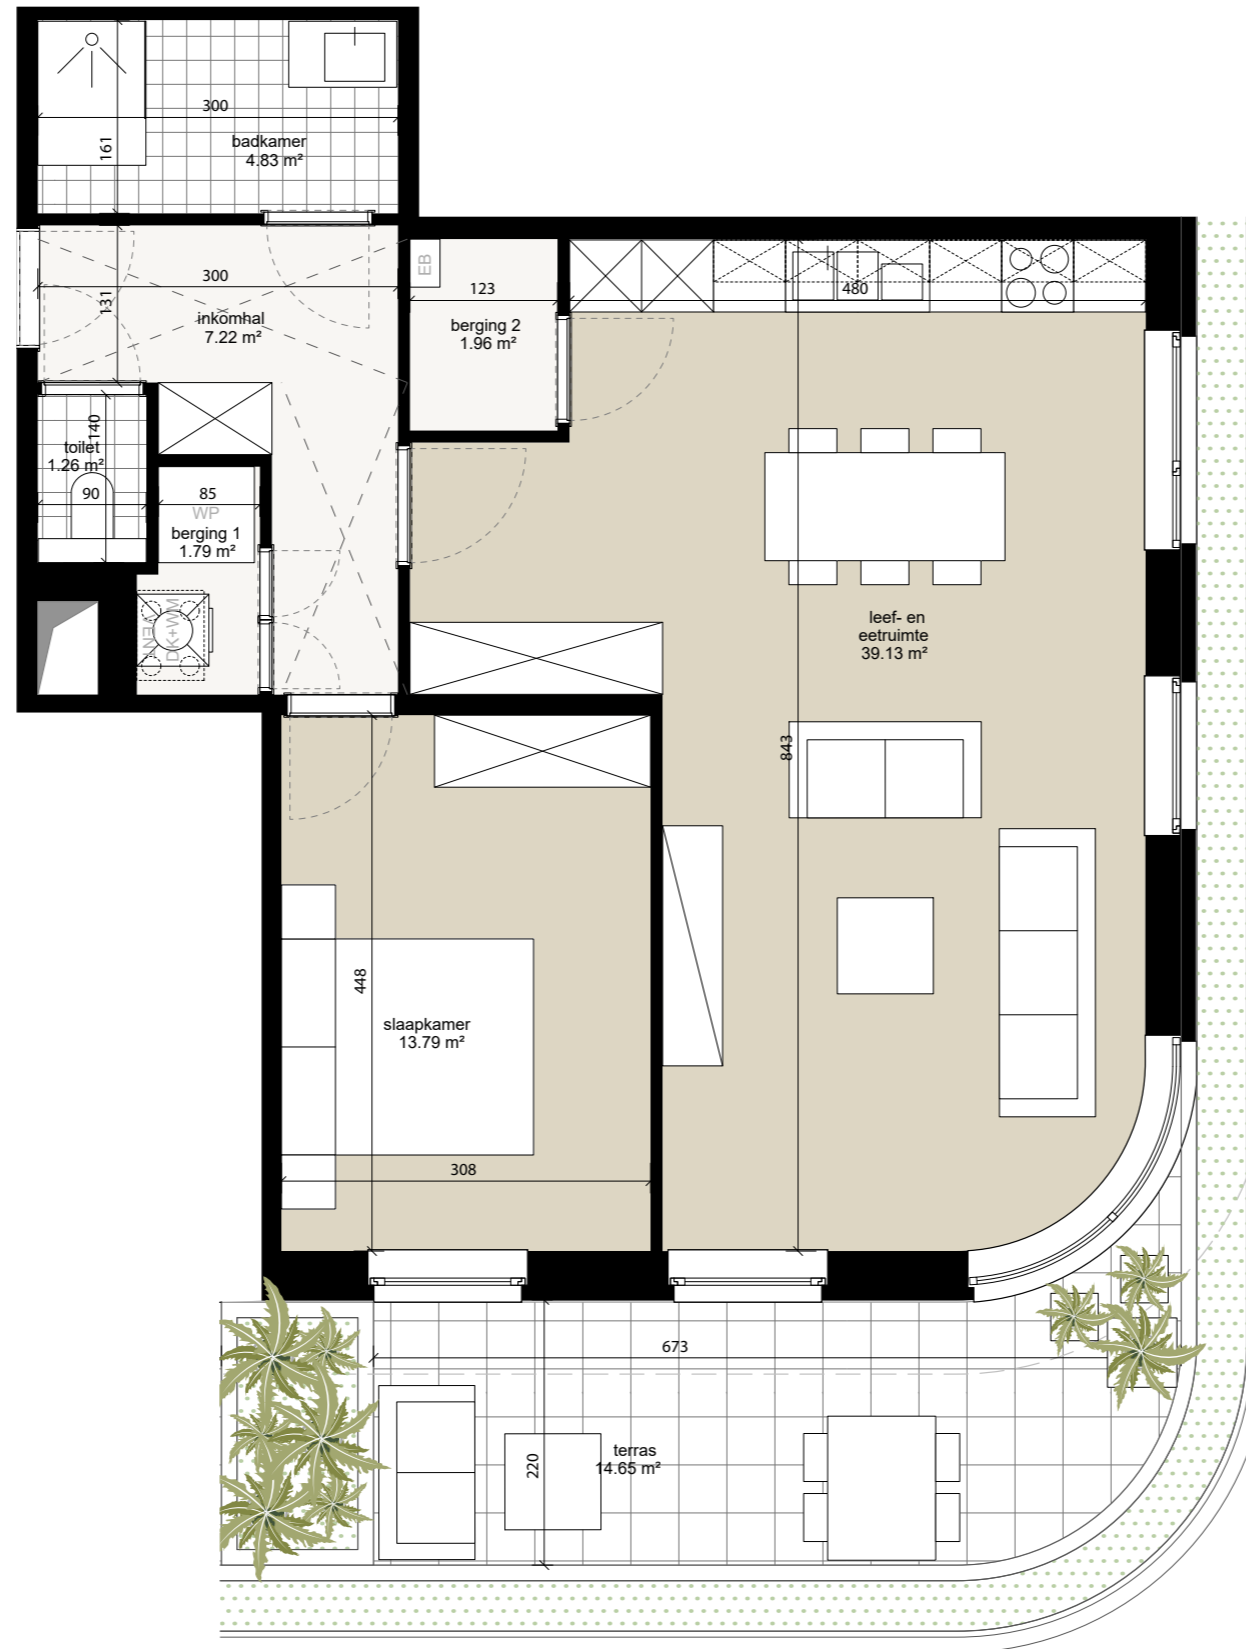 300
161
badkamer
4.83 m²
300
131
inkomhal
7.22 m²
EB
123
berging 2
1.96 m²
480
140
toilet
1.26 m²
90
85
WP
berging 1
1.79 m²
VENT
DK+WM
leef- en
eetruimte
39.13 m²
843
448
slaapkamer
13.79 m²
308
673
220
terras
14.65 m²